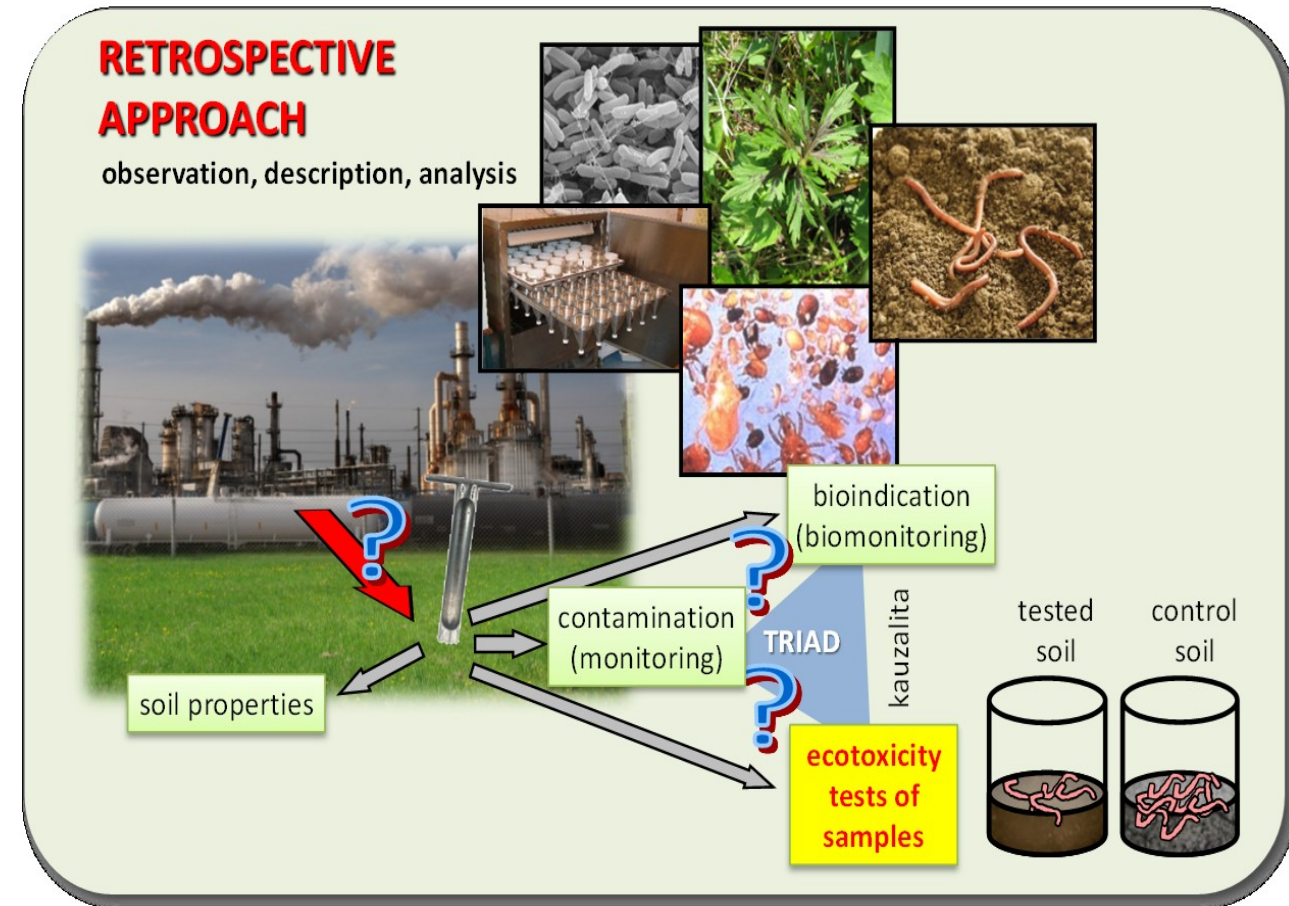 RETROSPECTIVE
APPROACH
observation, description, analysis
?
bioindication
(biomonitoring)
?
contamination
(monitoring)
TRIAD
kauzalita
tested
soil
control
soil
soil properties
?
ecotoxicity
tests of
samples